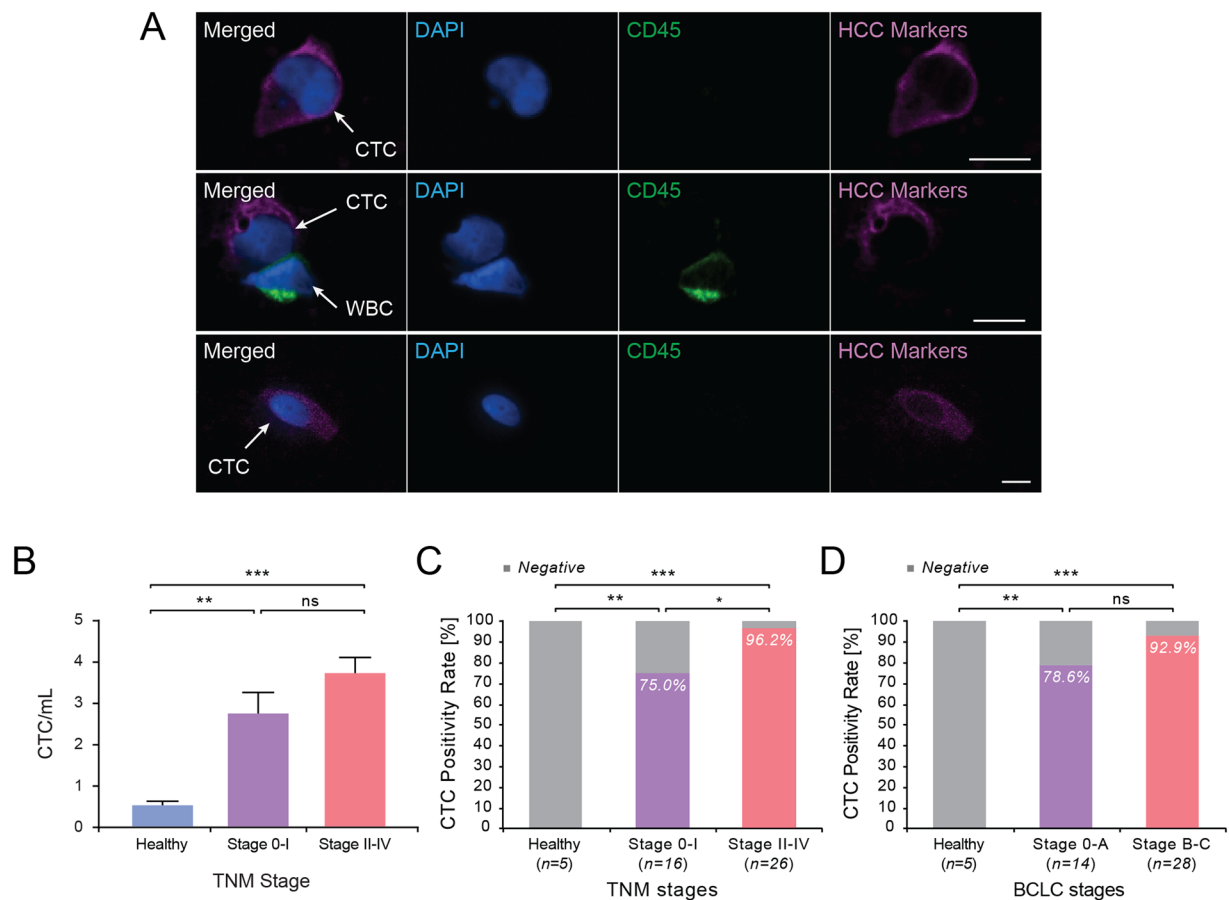 A
Merged DAPI CD45 HCC Markers
CTC
Merged DAPI CD45 HCC Markers
CTC
WBC
Merged DAPI CD45 HCC Markers
CTC
B
***
** ns
5
4
3
2
1
0
CTC/mL
Healthy Stage 0-I Stage II-IV
TNM Stage
C
Negative
***
** *
100
90
80
70
60
50
40
30
20
10
0
CTC Positivity Rate [%]
75.0%
96.2%
Healthy Stage 0-I Stage II-IV
(n=5) (n=16) (n=26)
TNM stages
D
Negative
***
** ns
100
90
80
70
60
50
40
30
20
10
0
CTC Positivity Rate [%]
78.6%
92.9%
Healthy Stage 0-A Stage B-C
(n=5) (n=14) (n=28)
BCLC stages